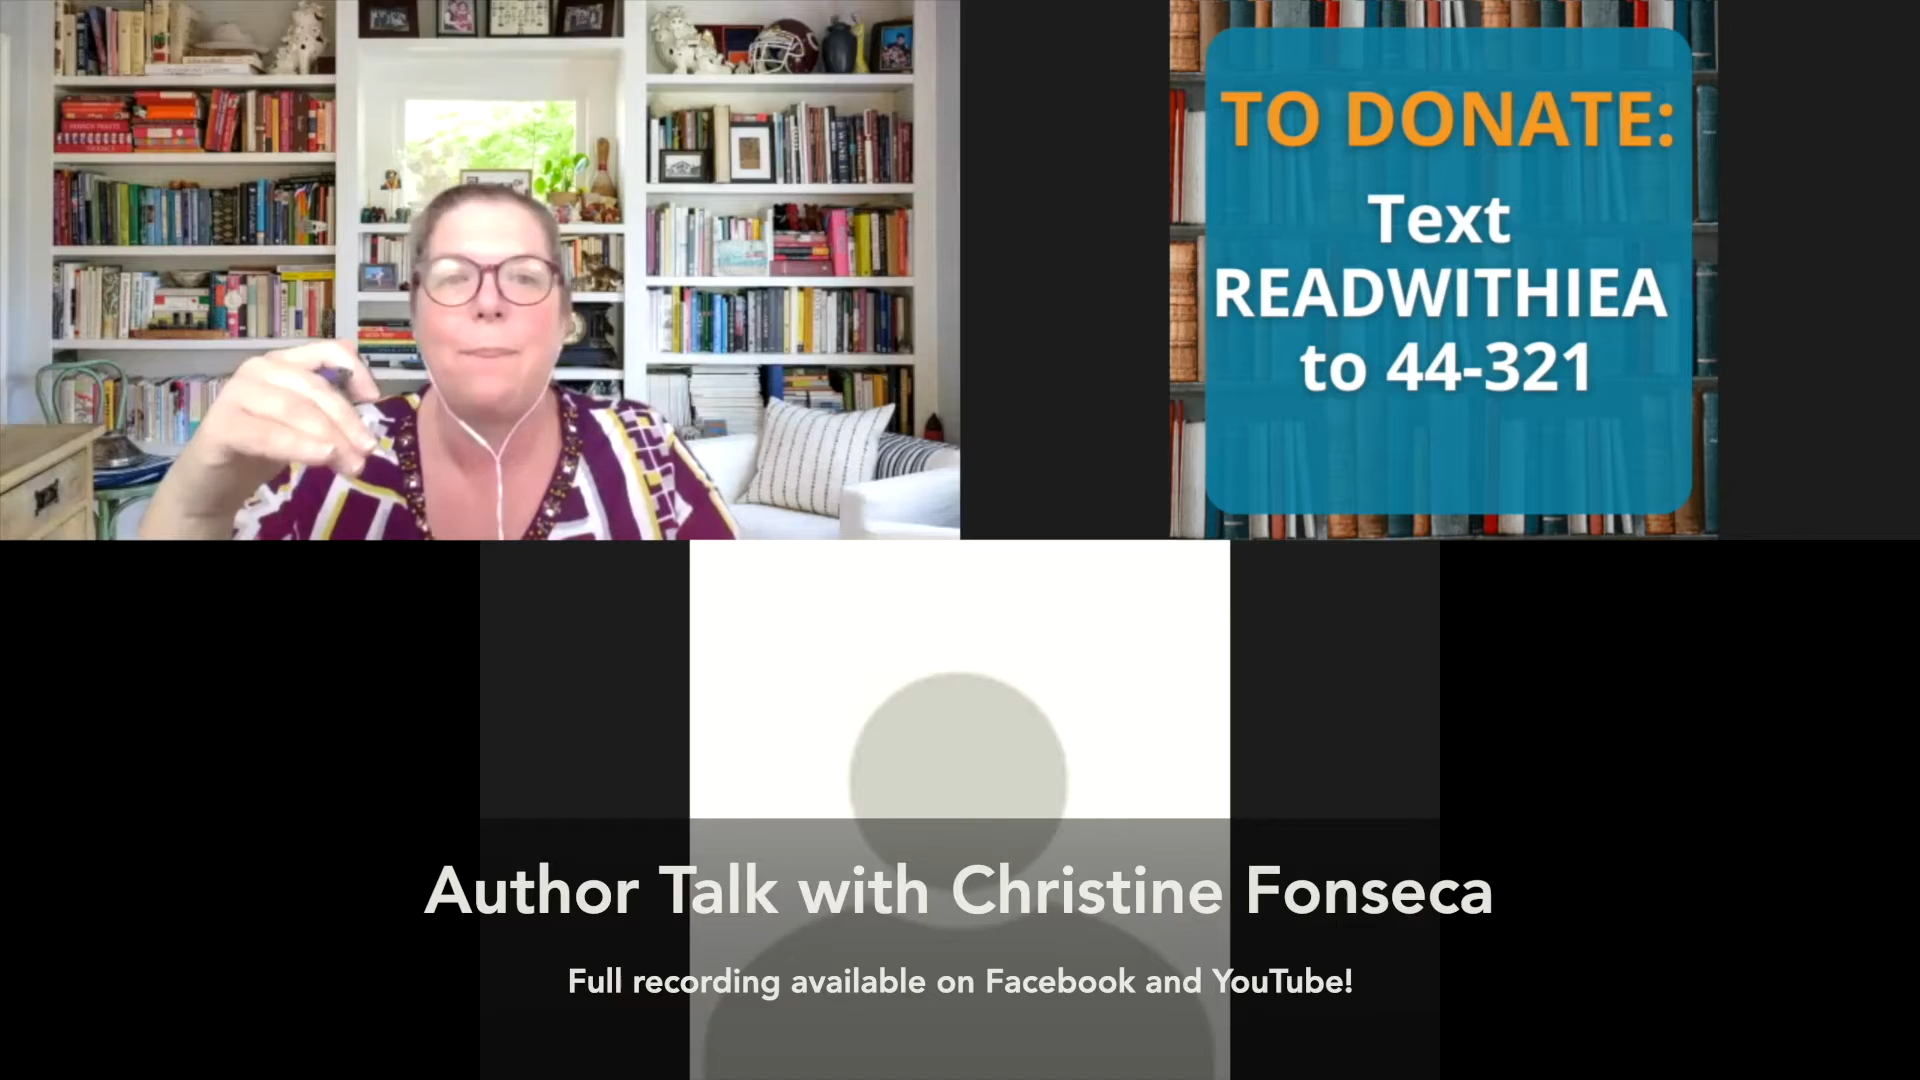 TO DONATE:
Text
READWITHIEA
to 44-321
Author Talk with Christine Fonseca
Full recording available on Facebook and YouTube!